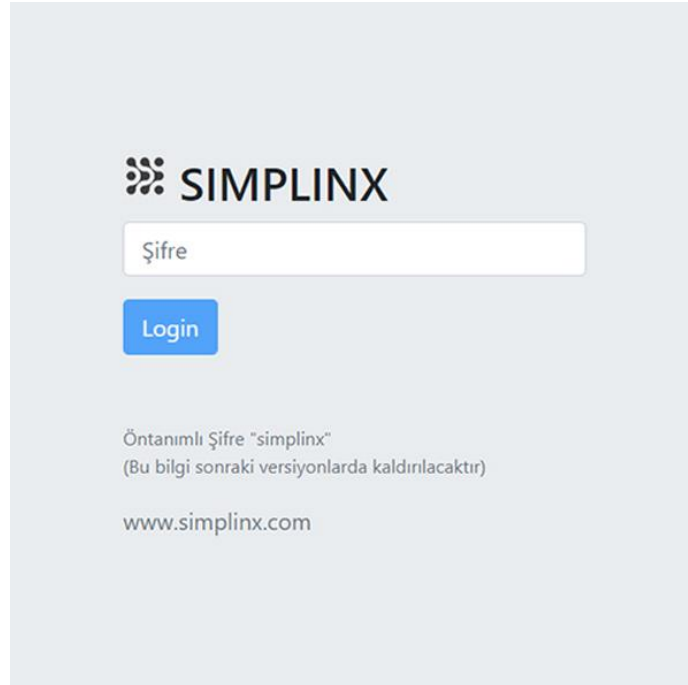 SIMPLINX
Şifre
Login
Öntanımlı Şifre "simplinx"
(Bu bilgi sonraki versiyonlarda kaldırılacaktır)
www.simplinx.com